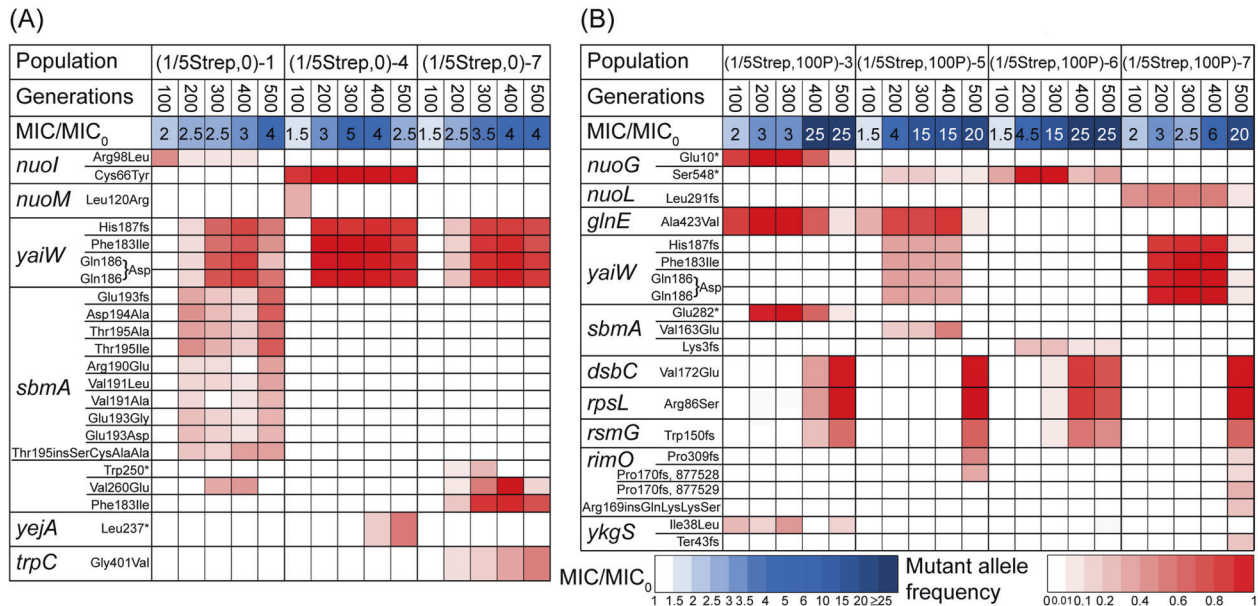 (A)
Population (1/5Strep,0)-1 (1/5Strep,0)-4 (1/5Strep,0)-7
Generations 100 200 300 400 500 100 200 300 400 500 100 200 300 400 500
MIC/MIC0 2 2.5 2.5 3 4 1.5 3 5 4 2.5 1.5 2.5 3.5 4 4
nuoI Arg98Leu
Cys66Tyr
nuoM Leu120Arg
yaiW His187fs
Phe183Ile
Gln186 }Asp
Gln186
sbmA Glu193fs
Asp194Ala
Thr195Ala
Thr195Ile
Arg190Glu
Val191Leu
Val191Ala
Glu193Gly
Glu193Asp
Thr195insSerCysAlaAla
Trp250*
Val260Glu
Phe183Ile
yejA Leu237*
trpC Gly401Val
(B)
Population (1/5Strep,100P)-3 (1/5Strep,100P)-5 (1/5Strep,100P)-6 (1/5Strep,100P)-7
Generations 100 200 300 400 500 100 200 300 400 500 100 200 300 400 500 100 200 300 400 500
MIC/MIC0 2 3 3 25 25 1.5 4 15 15 20 1.5 4.5 15 25 25 2 3 2.5 6 20
nuoG Glu10*
Ser548*
nuoL Leu291fs
glnE Ala423Val
yaiW His187fs
Phe183Ile
Gln186 }Asp
Gln186
sbmA Glu282*
Val163Glu
Lys3fs
dsbC Val172Glu
rpsL Arg86Ser
rsmG Trp150fs
rimO Pro309fs
Pro170fs, 877528
Pro170fs, 877529
Arg169insGlnLysLysSer
ykgS Ile38Leu
Ter43fs
MIC/MIC0
1 1.5 2 2.5 3.5 4 6 10 15 20 ≥25
Mutant allele frequency
0 0.01 0.1 0.2 0.4 0.6 0.8 1